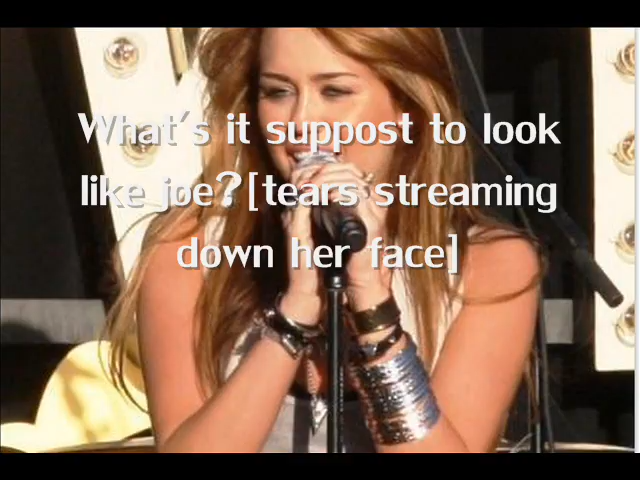 What's it suppost to look
like joe?[tears streaming
down her face]